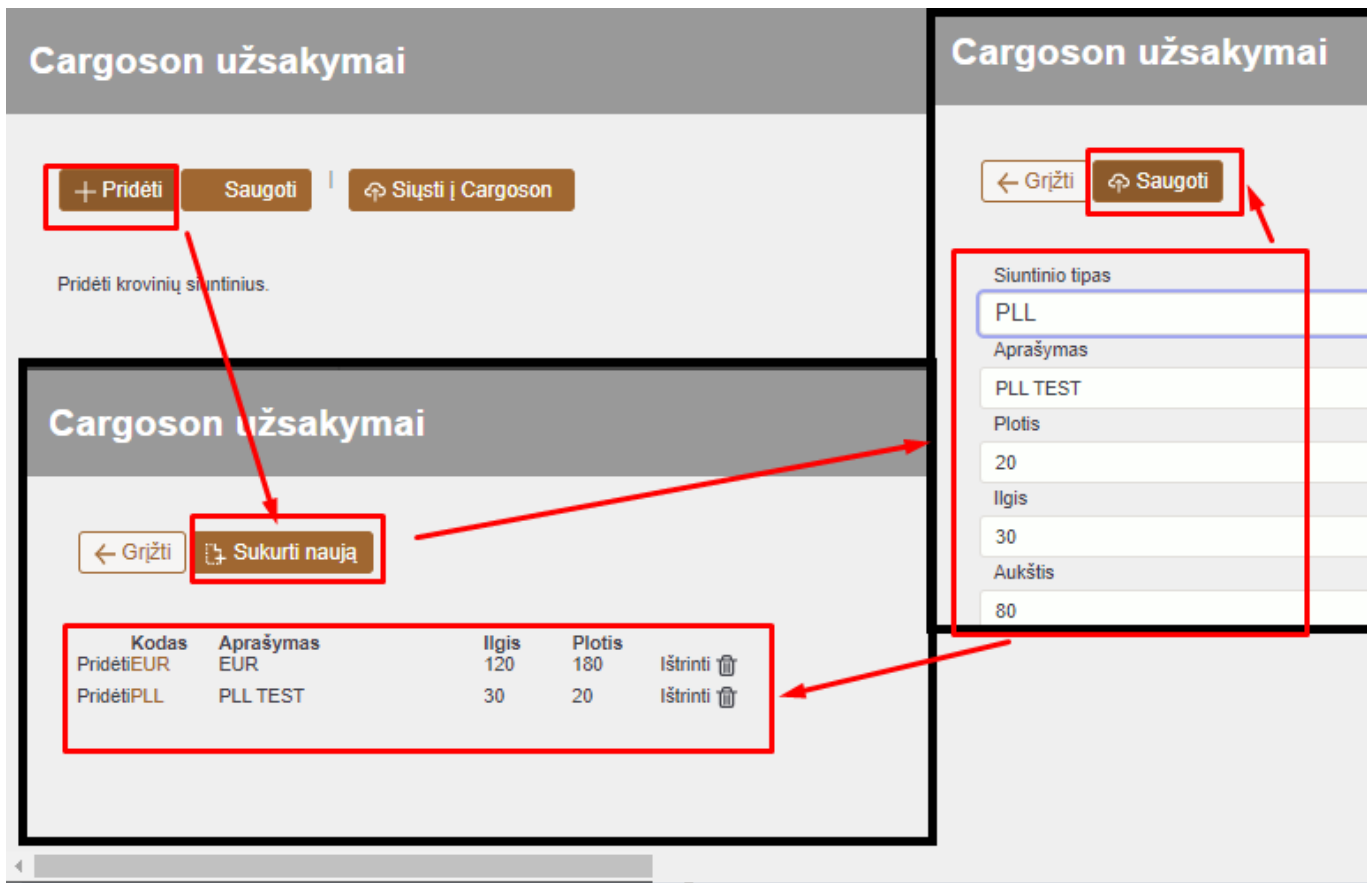 Cargoson užsakymai
+ Pridėti Saugoti | Siųsti į Cargoson
Pridėti krovinių siuntinius.
Cargoson užsakymai
← Grįžti Sukurti naują
Kodas Aprašymas Ilgis Plotis
PridėtiEUR EUR 120 180 Ištrinti
PridėtiPLL PLL TEST 30 20 Ištrinti
Cargoson užsakymai
← Grįžti Saugoti
Siuntinio tipas
PLL
Aprašymas
PLL TEST
Plotis
20
Ilgis
30
Aukštis
80